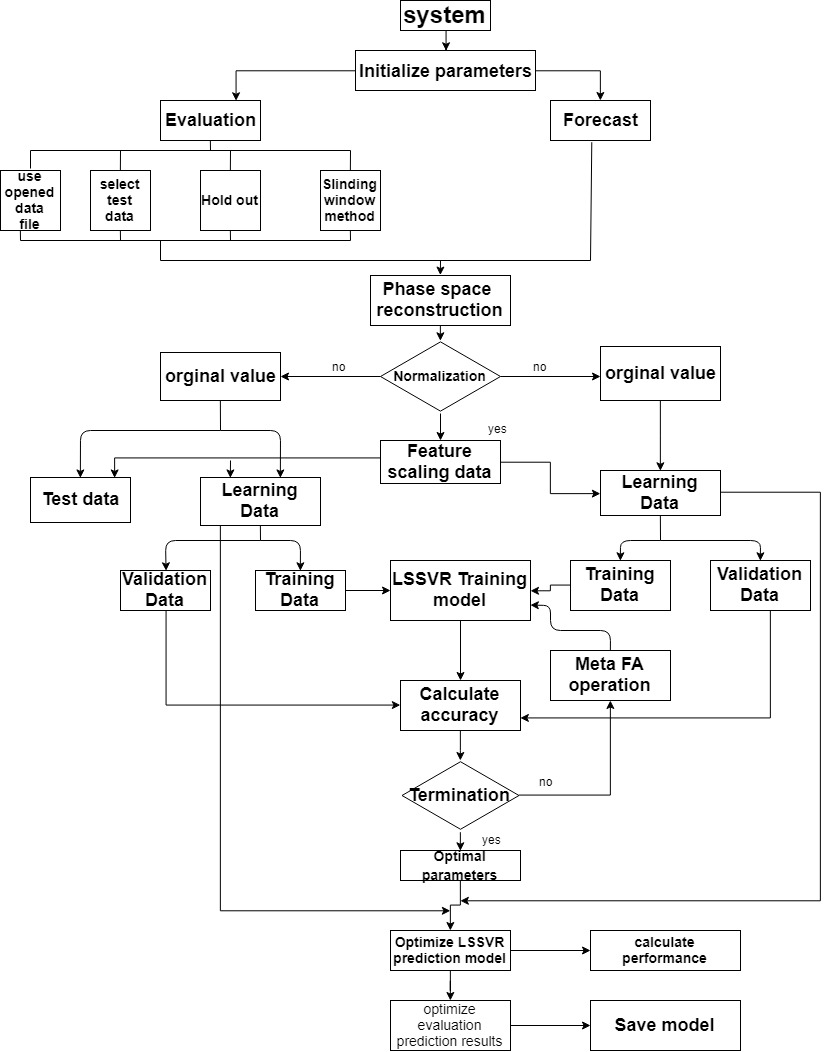 system
Initialize parameters
Evaluation
Forecast
use
opened
data
file
select
test
data
Hold out
Slinding
window
method
Phase space
reconstruction
orginal value
no
Normalization
no
orginal value
yes
Feature
scaling data
Test data
Learning
Data
Learning
Data
Validation
Data
Training
Data
LSSVR Training
model
Training
Data
Validation
Data
Meta FA
operation
Calculate
accuracy
Termination
no
yes
Optimal
parameters
Optimize LSSVR
prediction model
calculate
performance
optimize
evaluation
prediction results
Save model